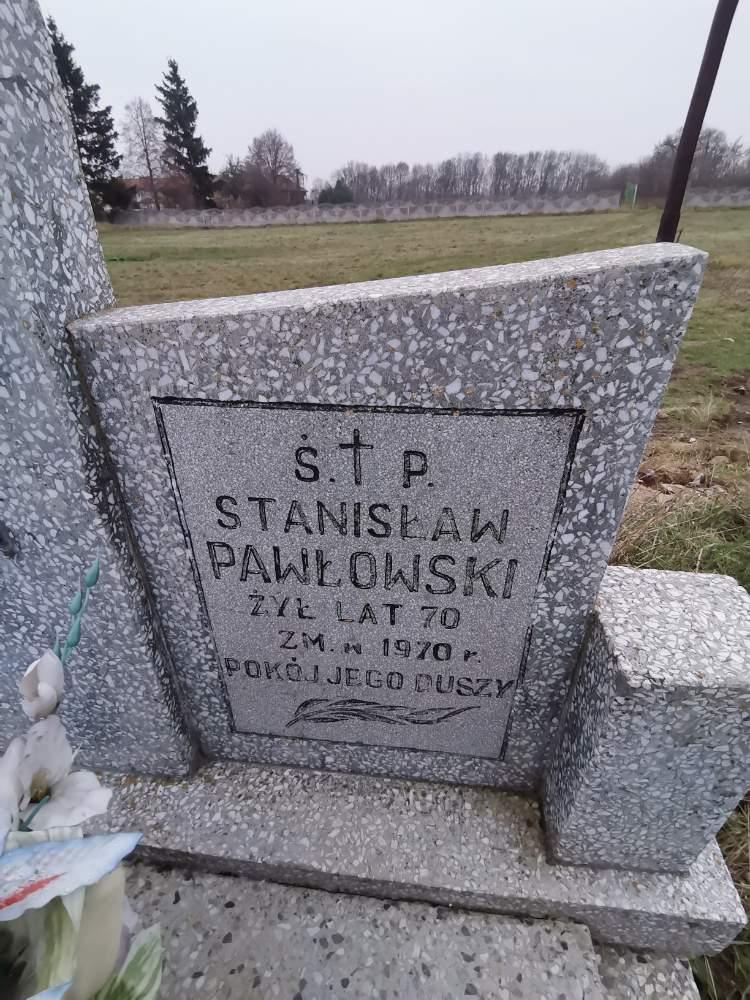 Ś.†P.
STANISŁAW
PAWŁOWSKI
ŻYŁ LAT 70
ZM. W 1970 r.
POKÓJ JEGO DUSZY